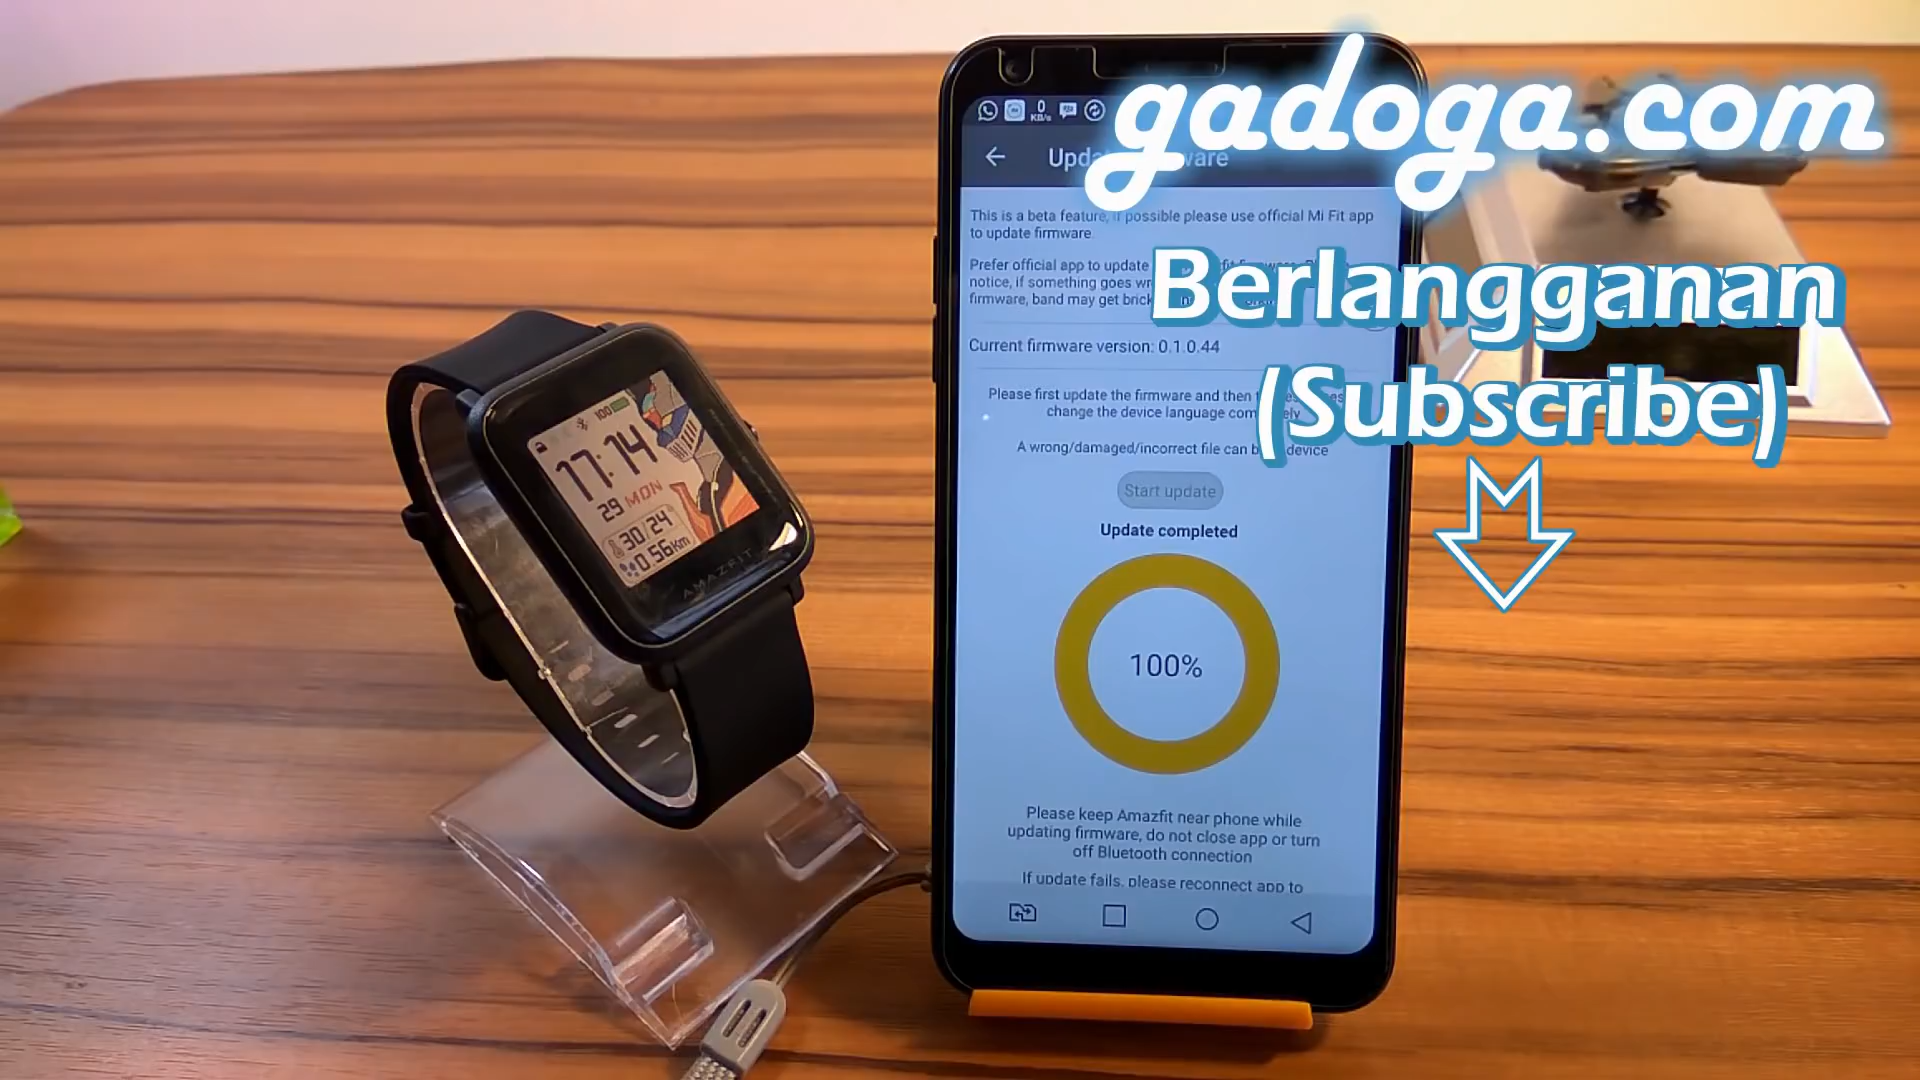 gadoga.com
Berlangganan
(Subscribe)
0
KB/s
This is a beta feature, if possible please use official Mi Fit app
to update firmware.
Prefer official app to update
notice, if something goes
firmware, band may get
Current firmware version: 0.1.0.44
Please first update the firmware and then
change the device language
A wrong/damaged/incorrect file can device
Start update
Update completed
100%
Please keep Amazfit near phone while
updating firmware, do not close app or turn
off Bluetooth connection
If update fails, please reconnect app to
100
17:14
29 MON
30/24
0.56Km
AMAZFIT